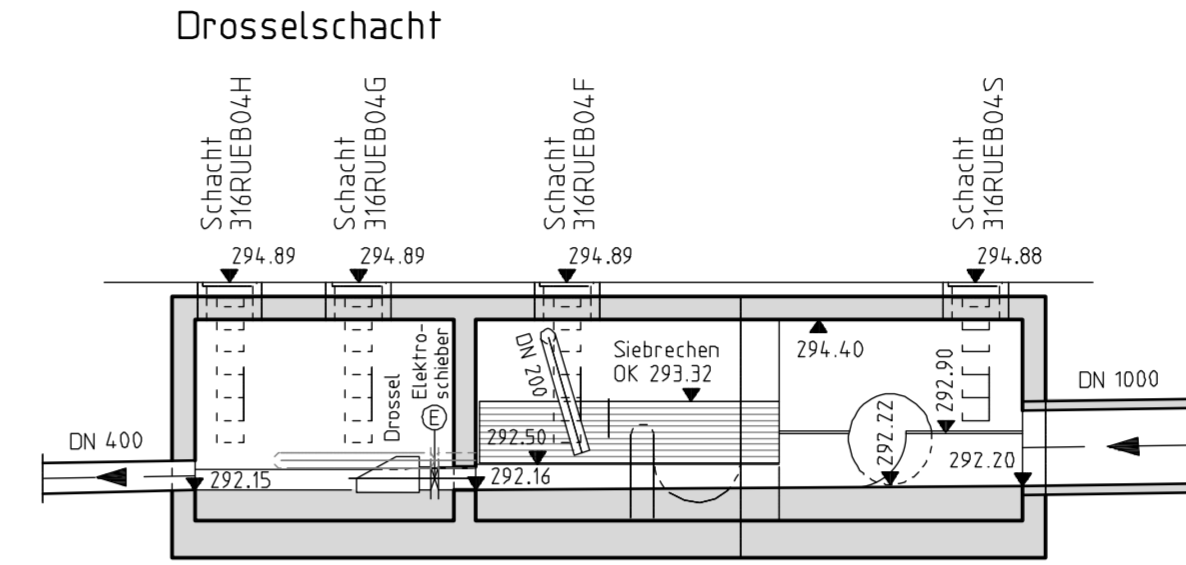 Drosselschacht
Schacht
316RUEB04H
Schacht
316RUEB04G
Schacht
316RUEB04F
Schacht
316RUEB04S
294.89
294.89
294.89
294.88
Drossel
Elektro-
schieber
E
DN 200
Siebrechen
OK 293.32
294.40
292.90
DN 1000
DN 400
292.50
292.22
292.20
292.15
292.16